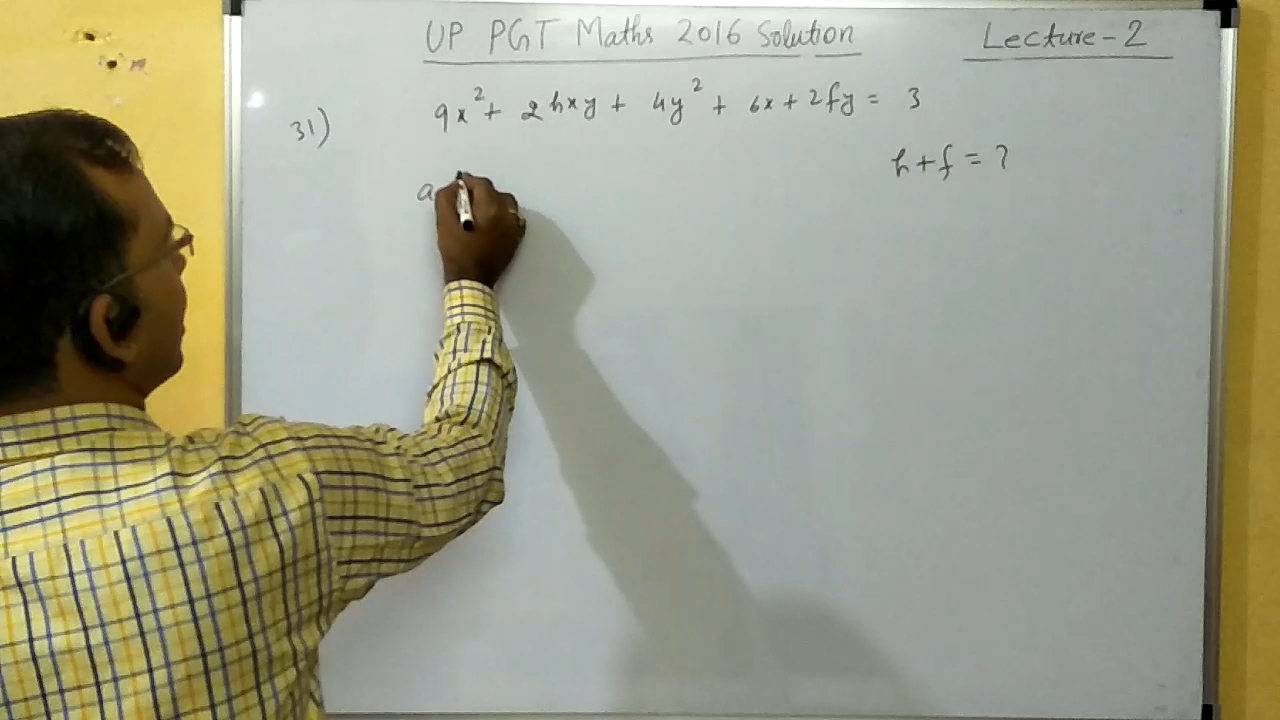 UP PGT Maths 2016 Solution Lecture-2
31) 9x² + 2hxy + 4y² + 6x + 2fy = 3
h+f = ?
a